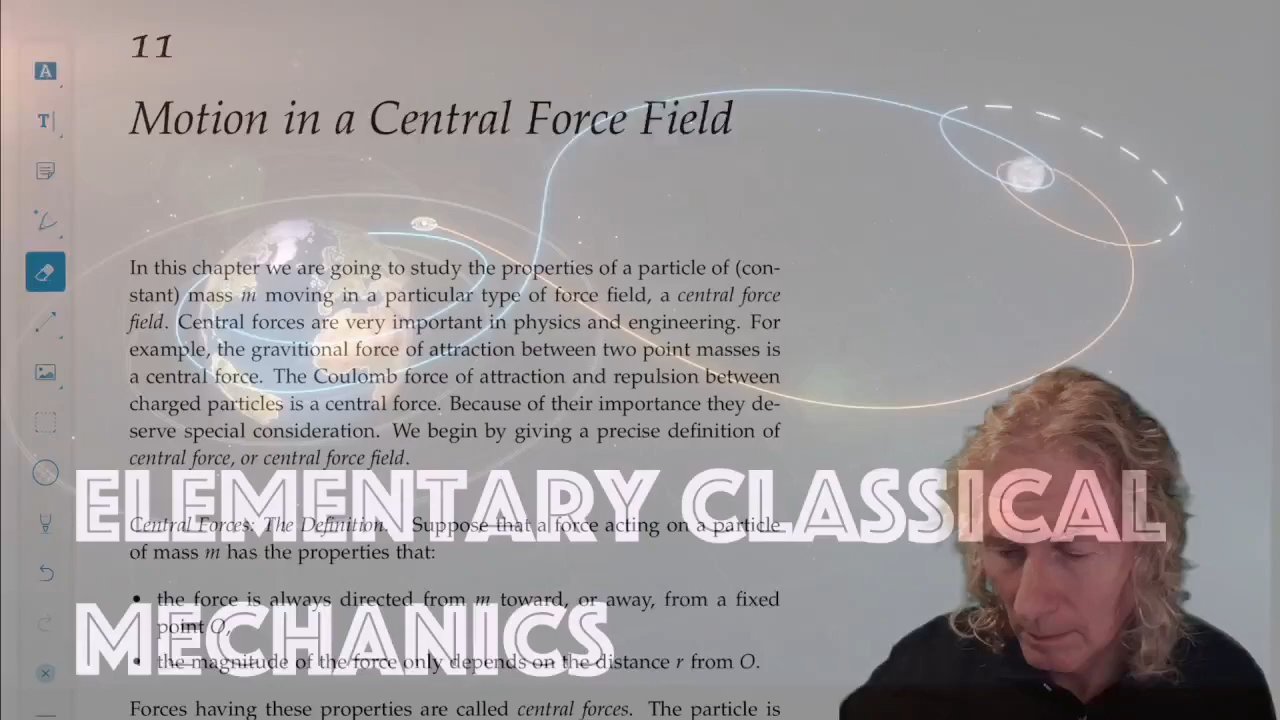 11
Motion in a Central Force Field
In this chapter we are going to study the properties of a particle of (con-
stant) mass m moving in a particular type of force field, a central force
field. Central forces are very important in physics and engineering. For
example, the gravitional force of attraction between two point masses is
a central force. The Coulomb force of attraction and repulsion between
charged particles is a central force. Because of their importance they de-
serve special consideration. We begin by giving a precise definition of
central force, or central force field.
ELEMENTARY CLASSICAL
Central Forces: The Definition. Suppose that a force acting on a particle
of mass m has the properties that:
• the force is always directed from m toward, or away, from a fixed
point O,
MECHANICS
• the magnitude of the force only depends on the distance r from O.
Forces having these properties are called central forces. The particle is